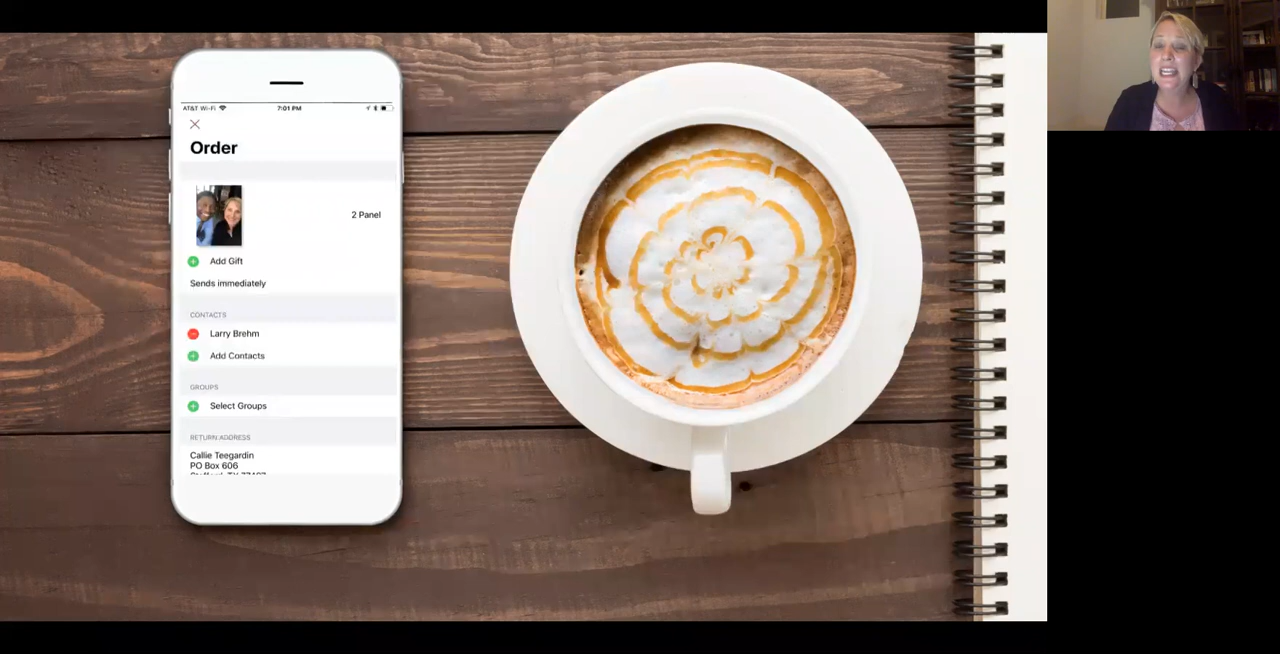 AT&T Wi-Fi 7:01 PM
Order
2 Panel
Add Gift
Sends immediately
CONTACTS
Larry Brehm
Add Contacts
GROUPS
Select Groups
RETURN ADDRESS
Callie Teegardin
PO Box 606